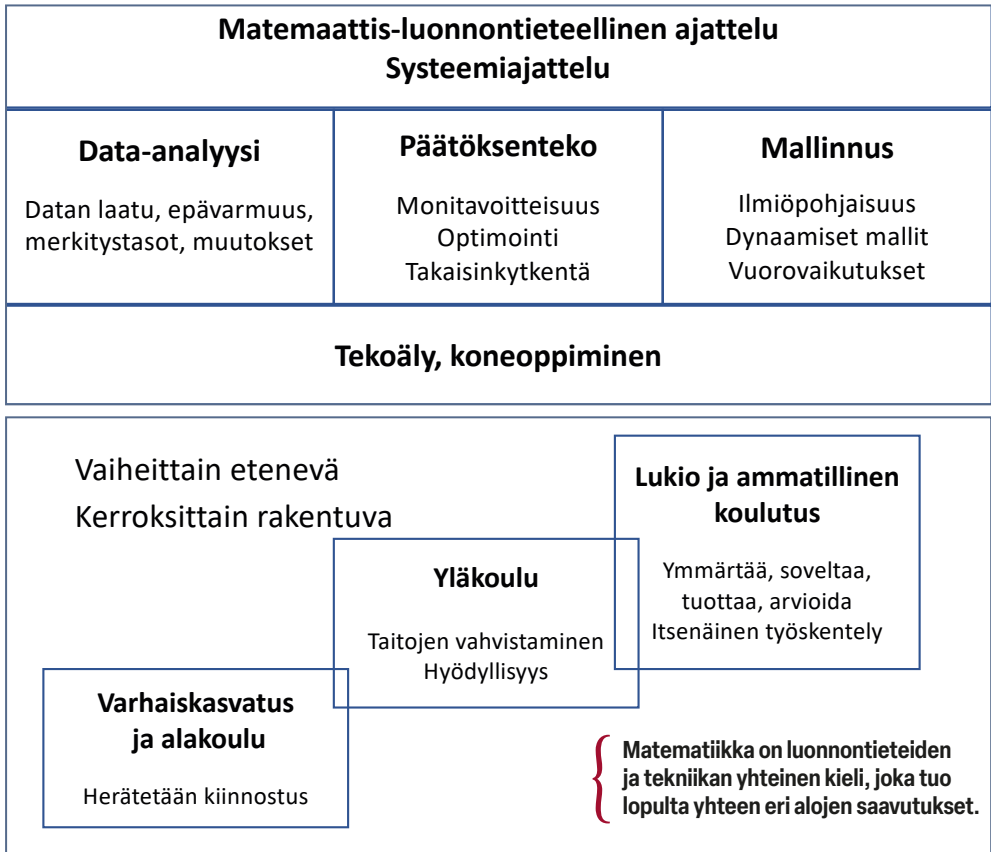 Matemaattis-luonnontieteellinen ajattelu
Systeemiajattelu
Data-analyysi
Datan laatu, epävarmuus,
merkitystasot, muutokset
Päätöksenteko
Monitavoitteisuus
Optimointi
Takaisinkytkentä
Mallinnus
Ilmiöpohjaisuus
Dynaamiset mallit
Vuorovaikutukset
Tekoäly, koneoppiminen
Vaiheittain etenevä
Kerroksittain rakentuva
Varhaiskasvatus
ja alakoulu
Herätetään kiinnostus
Yläkoulu
Taitojen vahvistaminen
Hyödyllisyys
Lukio ja ammatillinen
koulutus
Ymmärtää, soveltaa,
tuottaa, arvioida
Itsenäinen työskentely
Matematiikka on luonnontieteiden
ja tekniikan yhteinen kieli, joka tuo
lopulta yhteen eri alojen saavutukset.